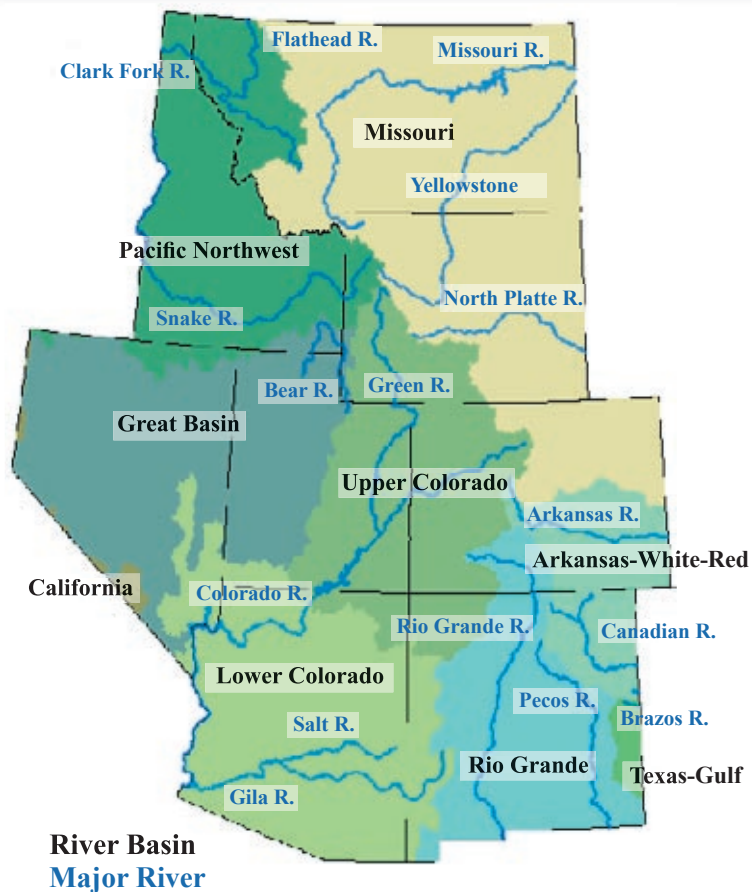 Flathead R.
Missouri R.
Clark Fork R.
Missouri
Yellowstone
Pacific Northwest
North Platte R.
Snake R.
Bear R.
Green R.
Great Basin
Upper Colorado
Arkansas R.
Arkansas-White-Red
California
Colorado R.
Rio Grande R.
Canadian R.
Lower Colorado
Pecos R.
Brazos R.
Salt R.
Rio Grande
Texas-Gulf
Gila R.
River Basin
Major River